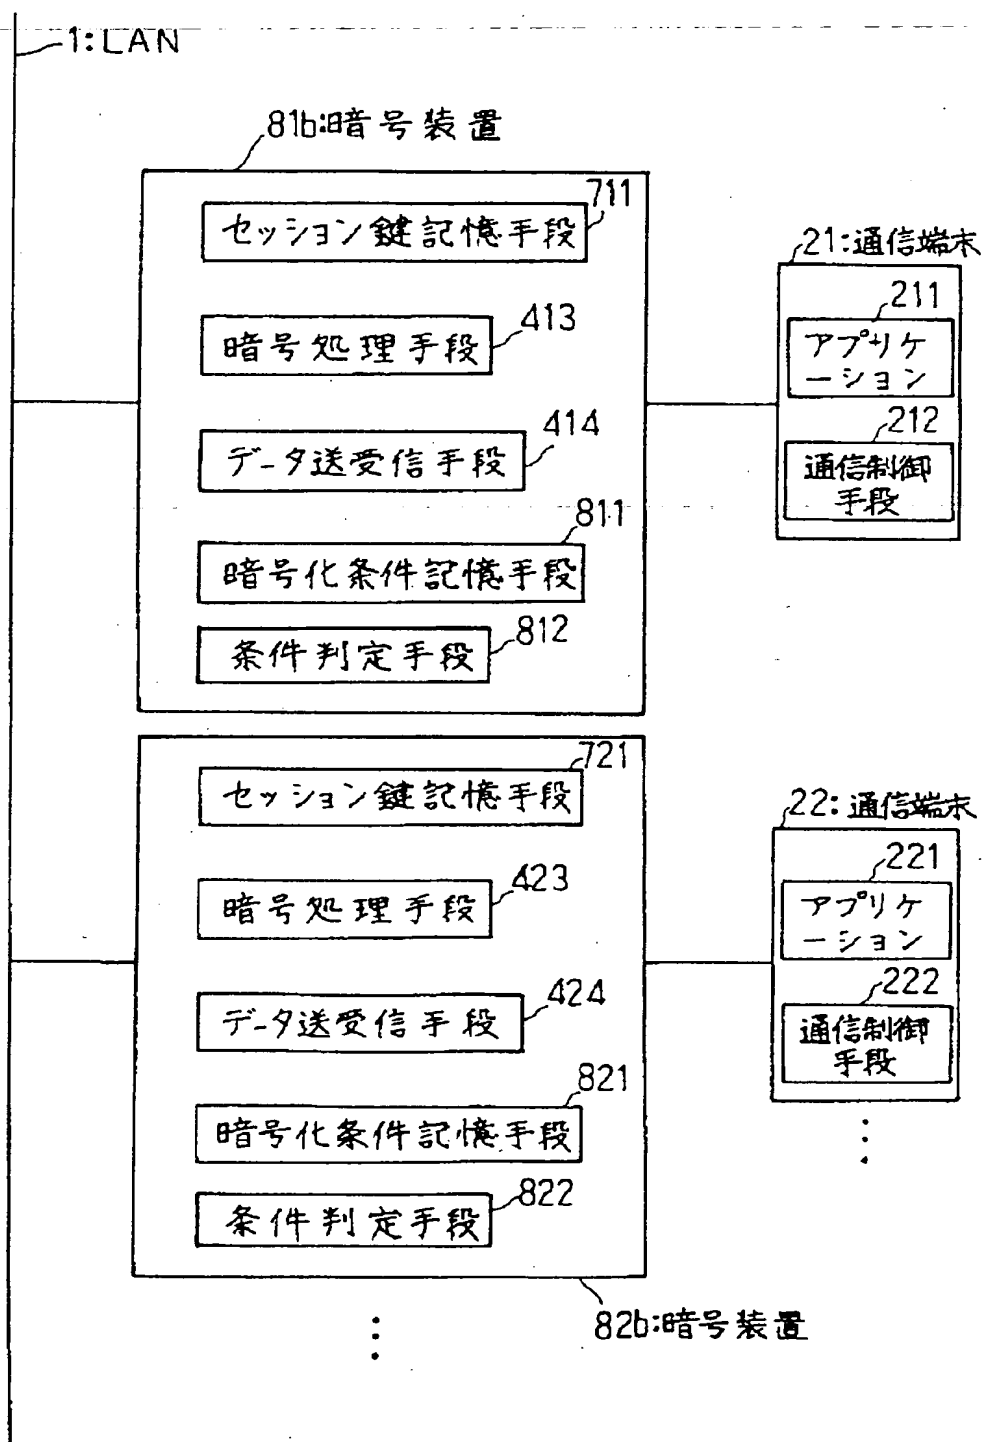 1:LAN
81b:暗号装置
711
セッション鍵記憶手段
413
暗号処理手段
414
データ送受信手段
811
暗号化条件記憶手段
812
条件判定手段
21:通信端末
211
アプリケ
ーション
212
通信制御
手段
721
セッション鍵記憶手段
423
暗号処理手段
424
データ送受信手段
821
暗号化条件記憶手段
822
条件判定手段
82b:暗号装置
22:通信端末
221
アプリケ
ーション
222
通信制御
手段